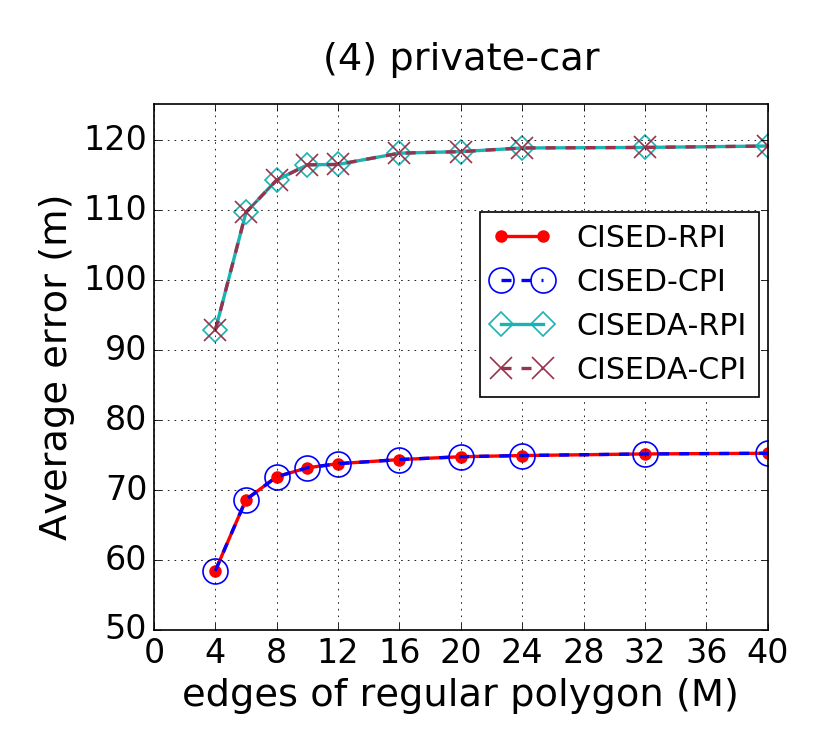 (4) private-car
Average error (m)
120
110
100
90
80
70
60
50
CISED-RPI
CISED-CPI
CISEDA-RPI
CISEDA-CPI
0 4 8 12 16 20 24 28 32 36 40
edges of regular polygon (M)